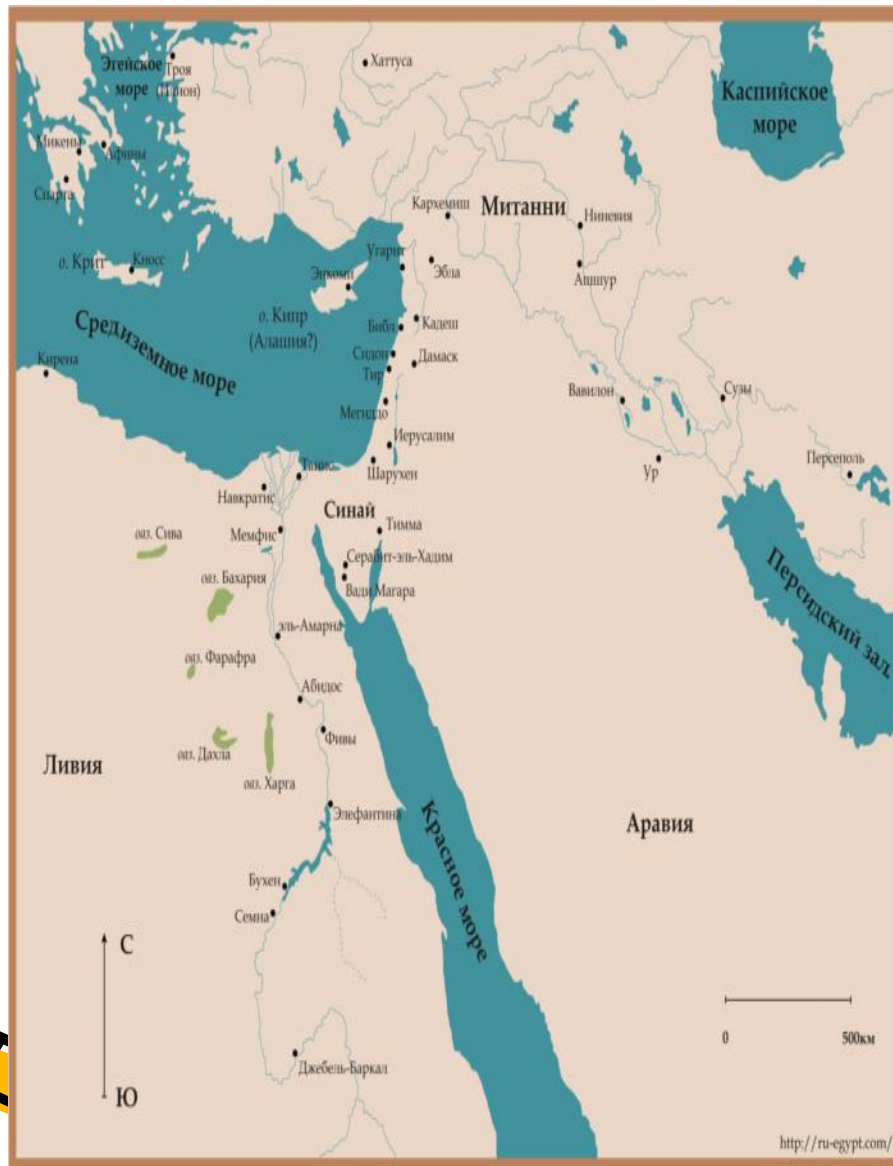 Эгейское
море
Троя
(Илион)
Хаттуса
Каспийское
море
Микены
Афины
Спарта
Кархемиш
Митанни
Ниневия
о. Крит
Кносс
Угарит
Эбла
Ашшур
Энкоми
о. Кипр
(Алашия?)
Средиземное море
Библ
Кадеш
Кирена
Сидон
Дамаск
Тир
Мегиддо
Вавилон
Сузы
Иерусалим
Шарухен
Ур
Персеполь
Танис
Навкратис
Синай
Мемфис
Тимма
оаз. Сива
Серабит-эль-Хадим
оаз. Бахария
Вади Магара
Персидский зал.
эль-Амарна
оаз. Фарафра
Абидос
Фивы
оаз. Дахла
Ливия
оаз. Харга
Элефантина
Аравия
Красное море
Бухен
Семна
С
0
500км
Джебель-Баркал
Ю
http://ru-egypt.com/